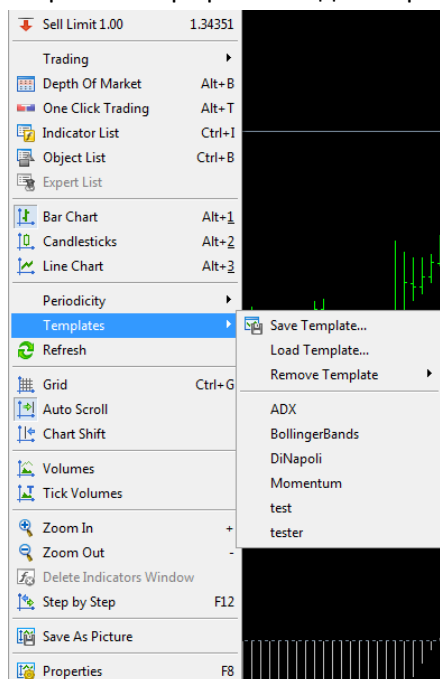 Sell Limit 1.00 1.34351
Trading
Depth Of Market Alt+B
One Click Trading Alt+T
Indicator List Ctrl+I
Object List Ctrl+B
Expert List
Bar Chart Alt+1
Candlesticks Alt+2
Line Chart Alt+3
Periodicity
Templates
Refresh
Grid Ctrl+G
Auto Scroll
Chart Shift
Volumes
Tick Volumes
Zoom In +
Zoom Out -
Delete Indicators Window
Step by Step F12
Save As Picture
Properties F8
Save Template...
Load Template...
Remove Template
ADX
BollingerBands
DiNapoli
Momentum
test
tester